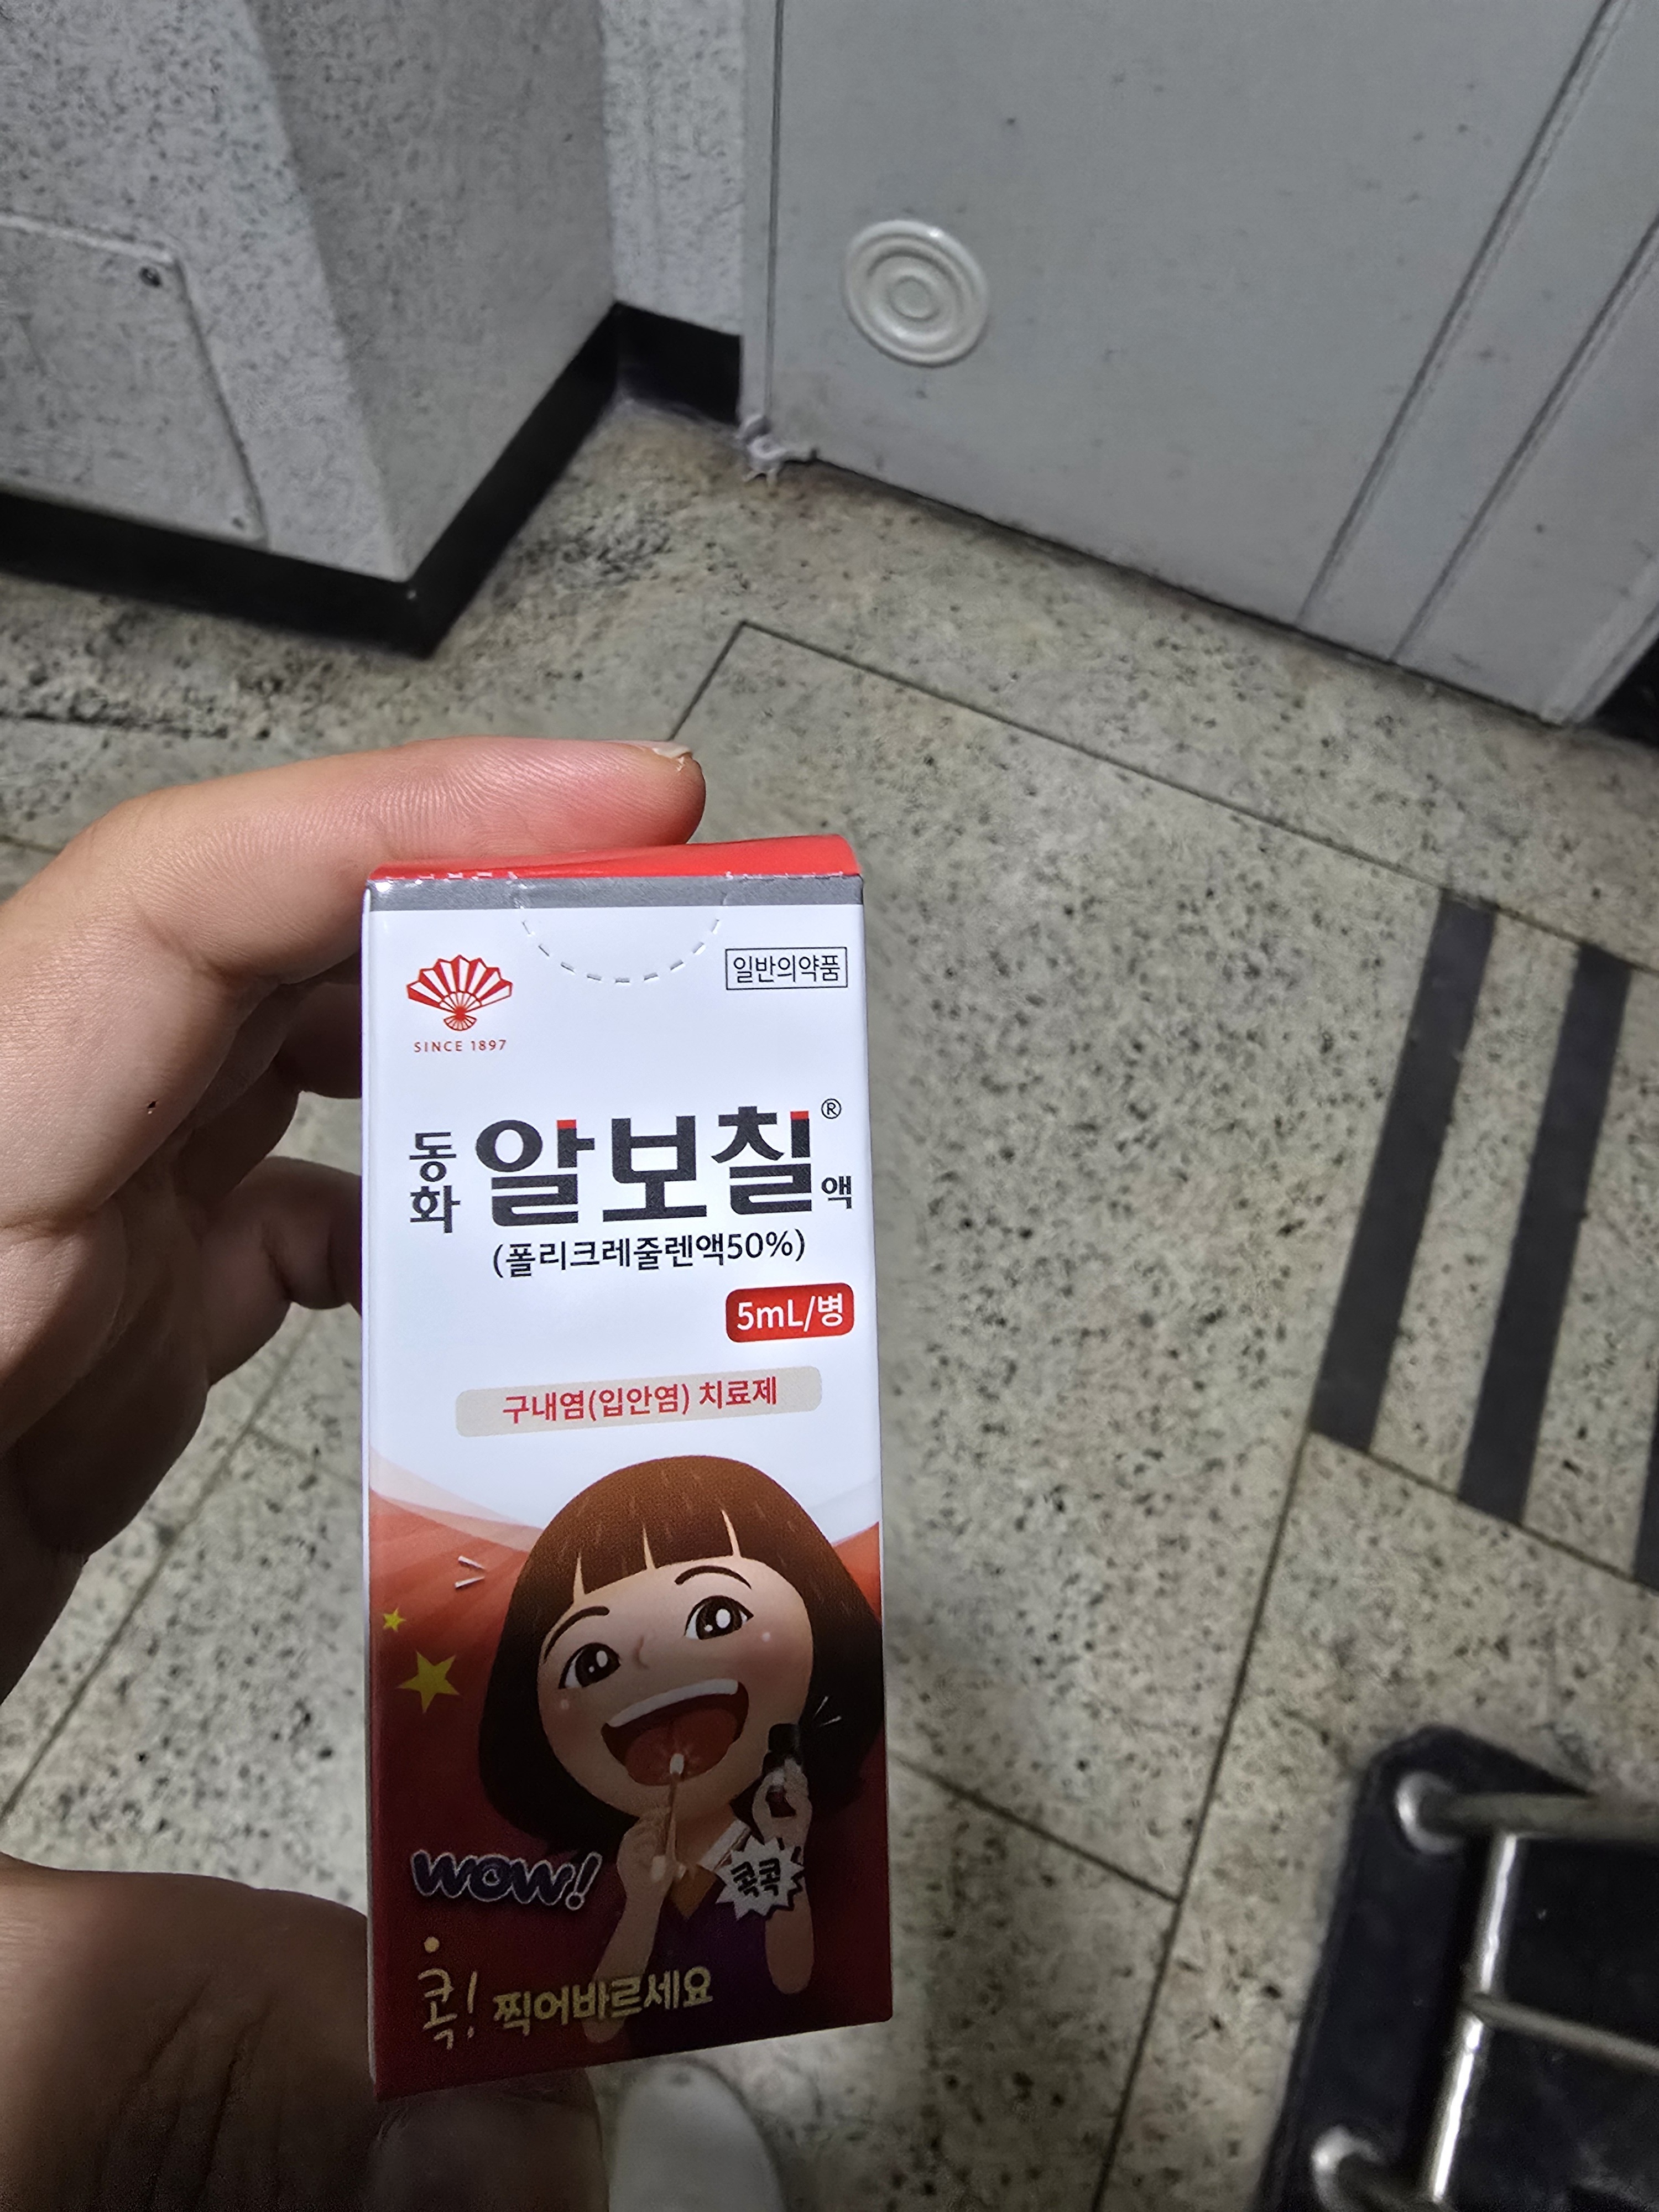 일반의약품
SINCE 1897
동화 알보칠® 액
(폴리크레줄렌액50%)
5mL/병
구내염(입안염) 치료제
WOW!
콕콕
콕! 찍어바르세요